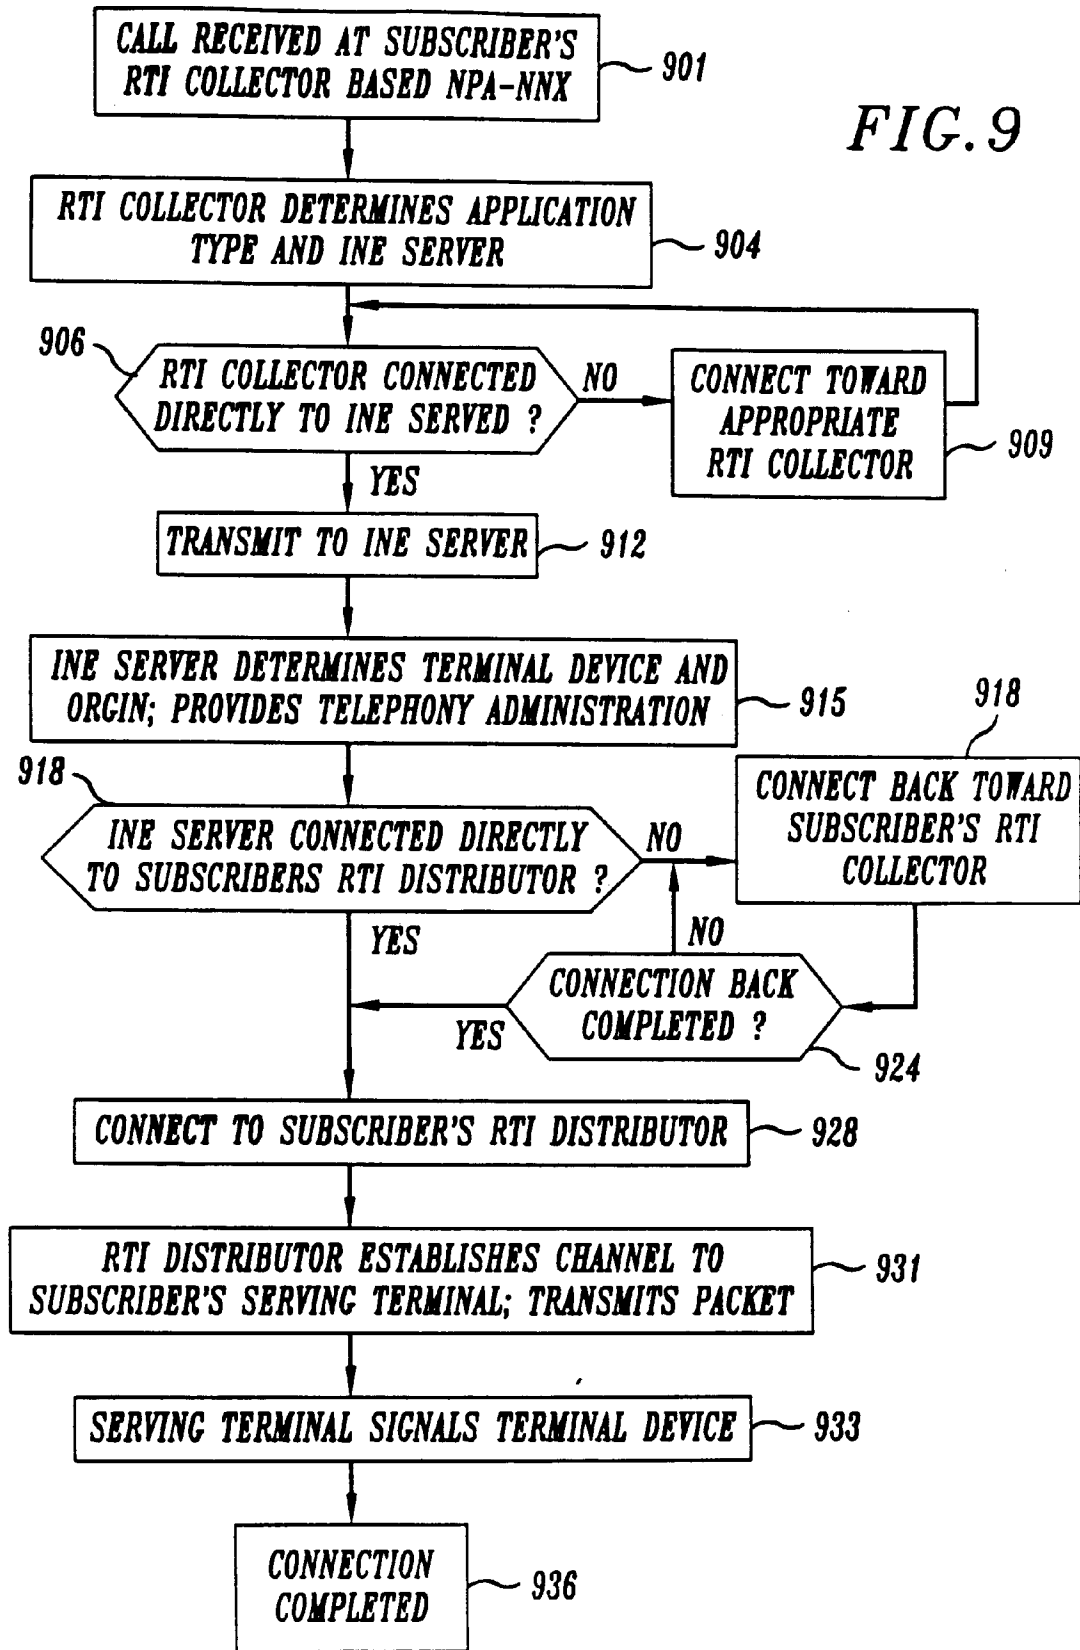 CALL RECEIVED AT SUBSCRIBER'S
RTI COLLECTOR BASED NPA-NNX
901
FIG. 9
RTI COLLECTOR DETERMINES APPLICATION
TYPE AND INE SERVER
904
906
RTI COLLECTOR CONNECTED
DIRECTLY TO INE SERVED ?
NO
CONNECT TOWARD
APPROPRIATE
RTI COLLECTOR
909
YES
TRANSMIT TO INE SERVER
912
INE SERVER DETERMINES TERMINAL DEVICE AND
ORGIN; PROVIDES TELEPHONY ADMINISTRATION
915
918
INE SERVER CONNECTED DIRECTLY
TO SUBSCRIBERS RTI DISTRIBUTOR ?
NO
918
CONNECT BACK TOWARD
SUBSCRIBER'S RTI
COLLECTOR
YES
NO
CONNECTION BACK
COMPLETED ?
YES
924
CONNECT TO SUBSCRIBER'S RTI DISTRIBUTOR
928
RTI DISTRIBUTOR ESTABLISHES CHANNEL TO
SUBSCRIBER'S SERVING TERMINAL; TRANSMITS PACKET
931
SERVING TERMINAL SIGNALS TERMINAL DEVICE
933
CONNECTION
COMPLETED
936